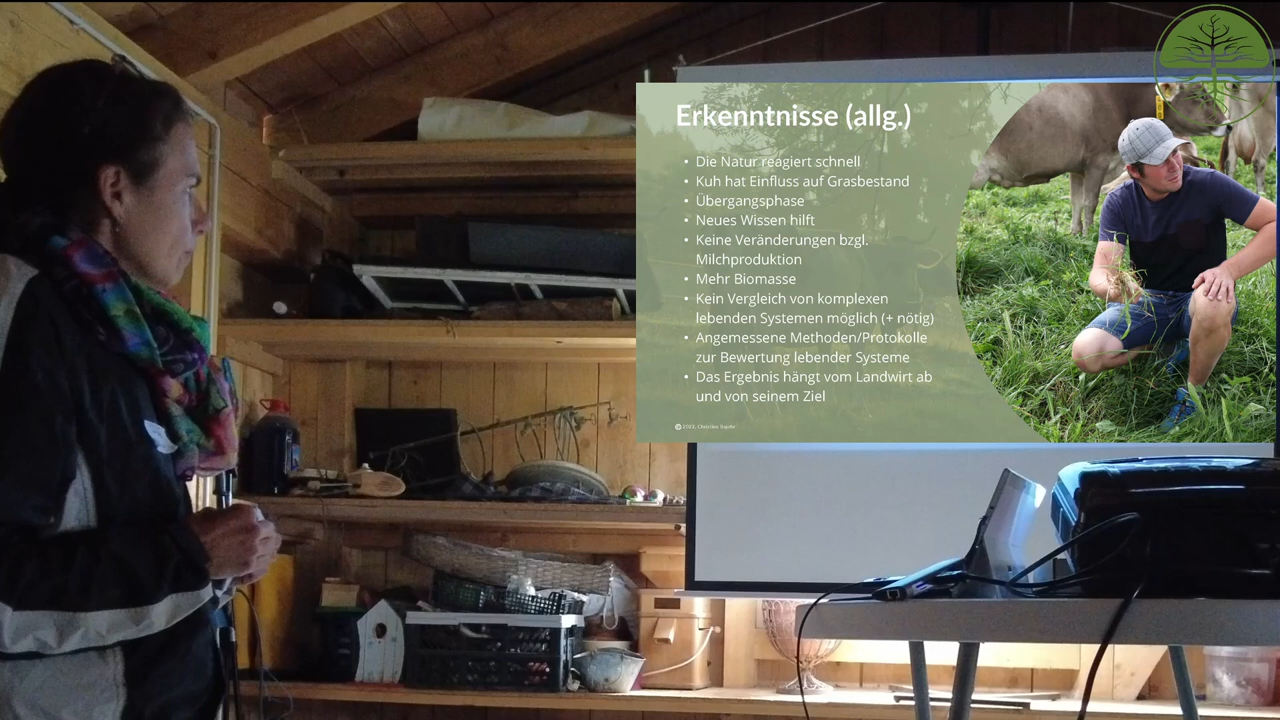 Erkenntnisse (allg.)
• Die Natur reagiert schnell
• Kuh hat Einfluss auf Grasbestand
• Übergangsphase
• Neues Wissen hilft
• Keine Veränderungen bzgl.
Milchproduktion
• Mehr Biomasse
• Kein Vergleich von komplexen
lebenden Systemen möglich (+ nötig)
• Angemessene Methoden/Protokolle
zur Bewertung lebender Systeme
• Das Ergebnis hängt vom Landwirt ab
und von seinem Ziel
© 2022, Christine